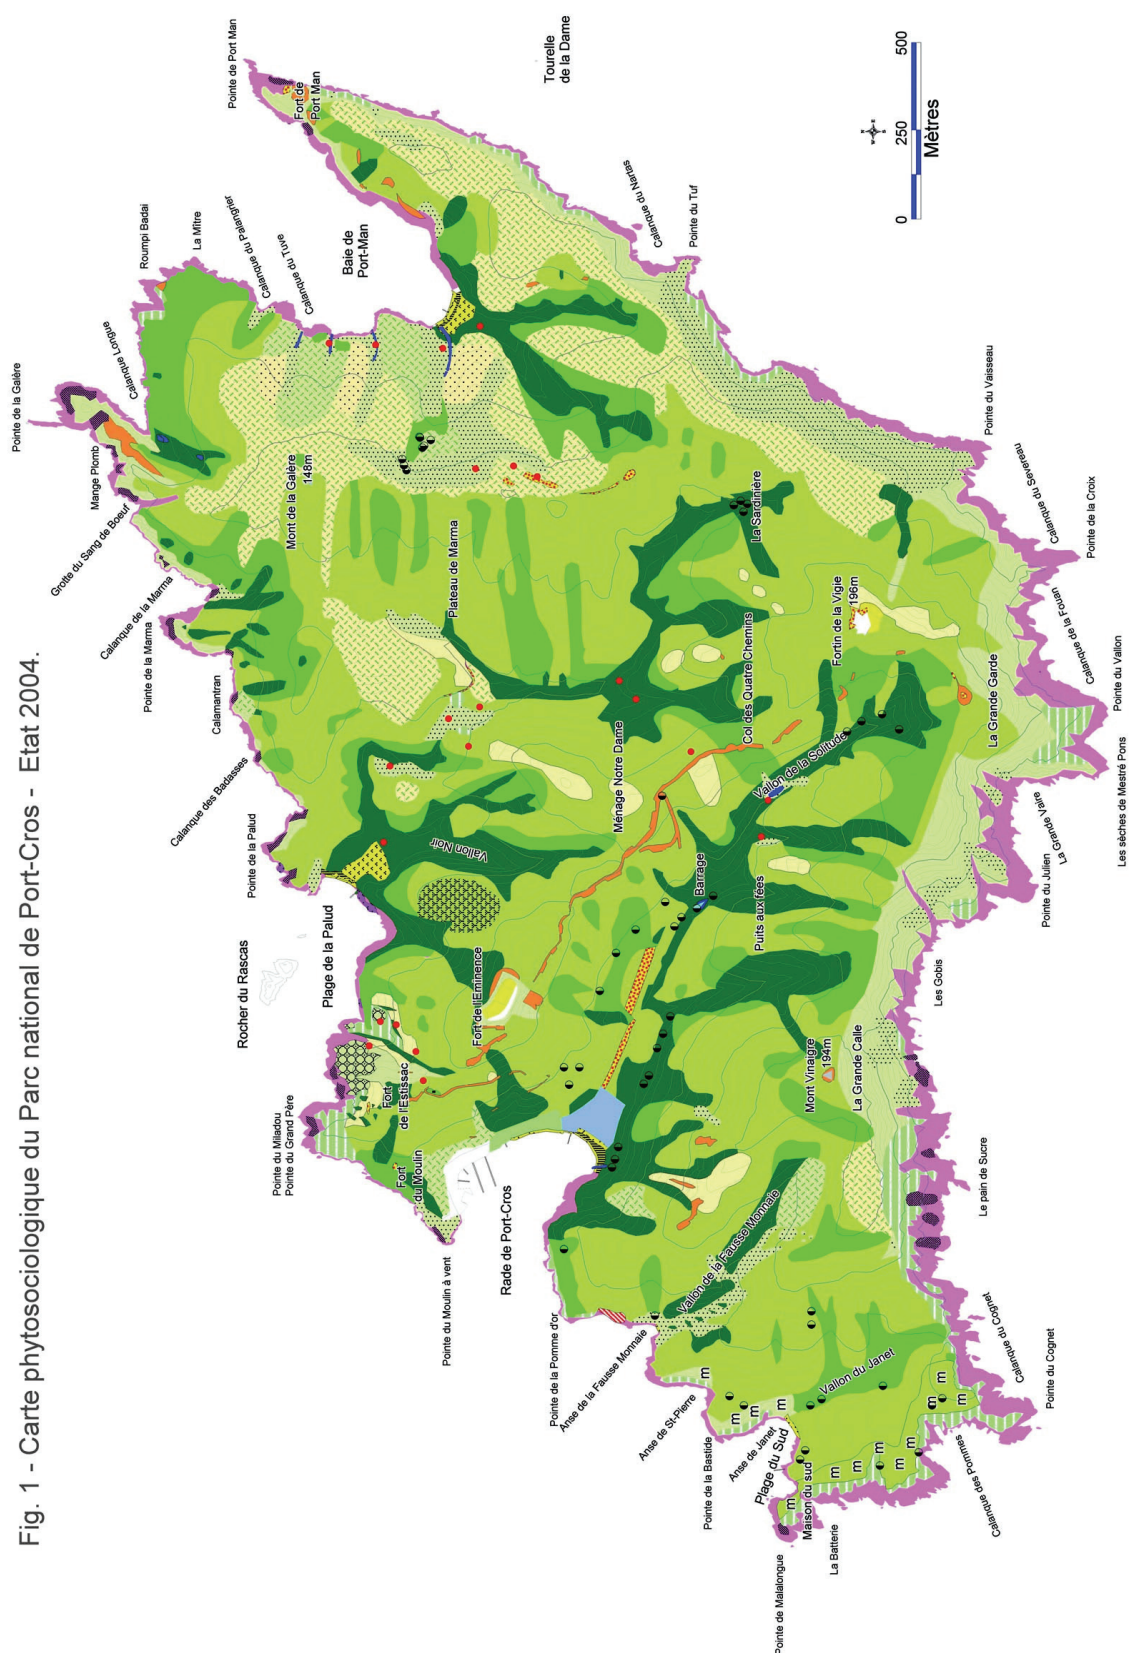 Fig. 1 - Carte phytosociologique du Parc national de Port-Cros - Etat 2004.
Pointe de la Galère
Mange Plomb
Grotte du Sang de Boeuf
Calanque Longue
Roumpi Badai
La Mître
Calanque du Palangrier
Calanque du Tuve
Pointe de Port Man
Fort de
Port Man
Baie de
Port-Man
Tourelle
de la Dame
Calanque de la Marma
Pointe de la Marma
Calamantran
Calanque des Badasses
Pointe de la Palud
Rocher du Rascas
Plage de la Palud
Pointe du Miladou
Pointe du Grand Père
Fort
de l'Estissac
Fort
du Moulin
Pointe du Moulin à vent
Rade de Port-Cros
Fort de l'Eminence
Vallon Noir
Plateau de Marma
Mont de la Galère
148m
Calanque du Narlas
Pointe du Tuf
Pointe du Vaisseau
La Sardinière
Ménage Notre Dame
Col des Quatre Chemins
Barrage
Vallon de la Solitude
Puits aux fées
Fortin de la Vigie
196m
Calanque du Severeau
Pointe de la Croix
Calanque de la Fouan
Pointe du Vallon
La Grande Garde
Les sèches de Mestré Pons
La Grande Vaire
Pointe du Julien
Les Gobis
Mont Vinaigre
194m
La Grande Calle
Le pain de Sucre
Pointe de la Pomme d'or
Anse de la Fausse Monnaie
Vallon de la Fausse Monnaie
Anse de St-Pierre
Pointe de la Bastide
Anse de Janet
Vallon du Janet
Plage du Sud
Maison du sud
Pointe de Malalongue
La Batterie
Calanque des Pommes
Calanque du Cognet
Pointe du Cognet
m
m
m
m
m
m
m
m
m
m
m
m
m
m
N
0 250 500
Mètres